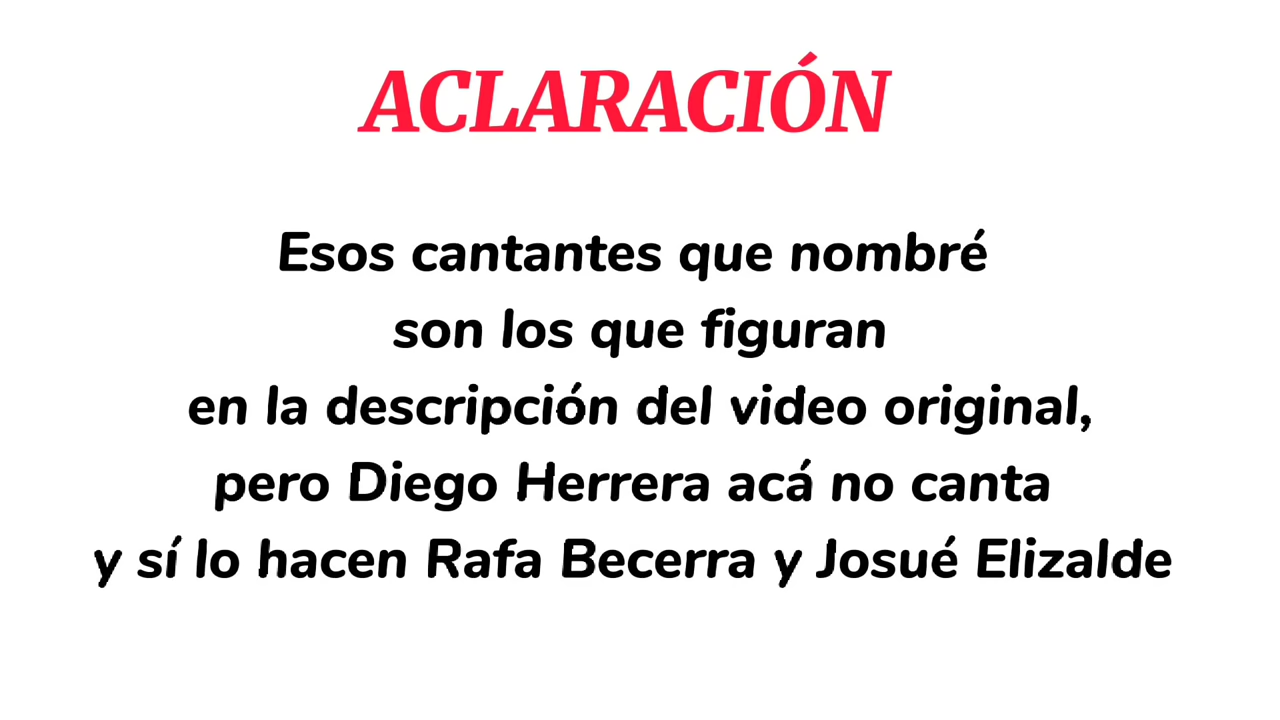 ACLARACIÓN
Esos cantantes que nombré
son los que figuran
en la descripción del video original,
pero Diego Herrera acá no canta
y sí lo hacen Rafa Becerra y Josué Elizalde